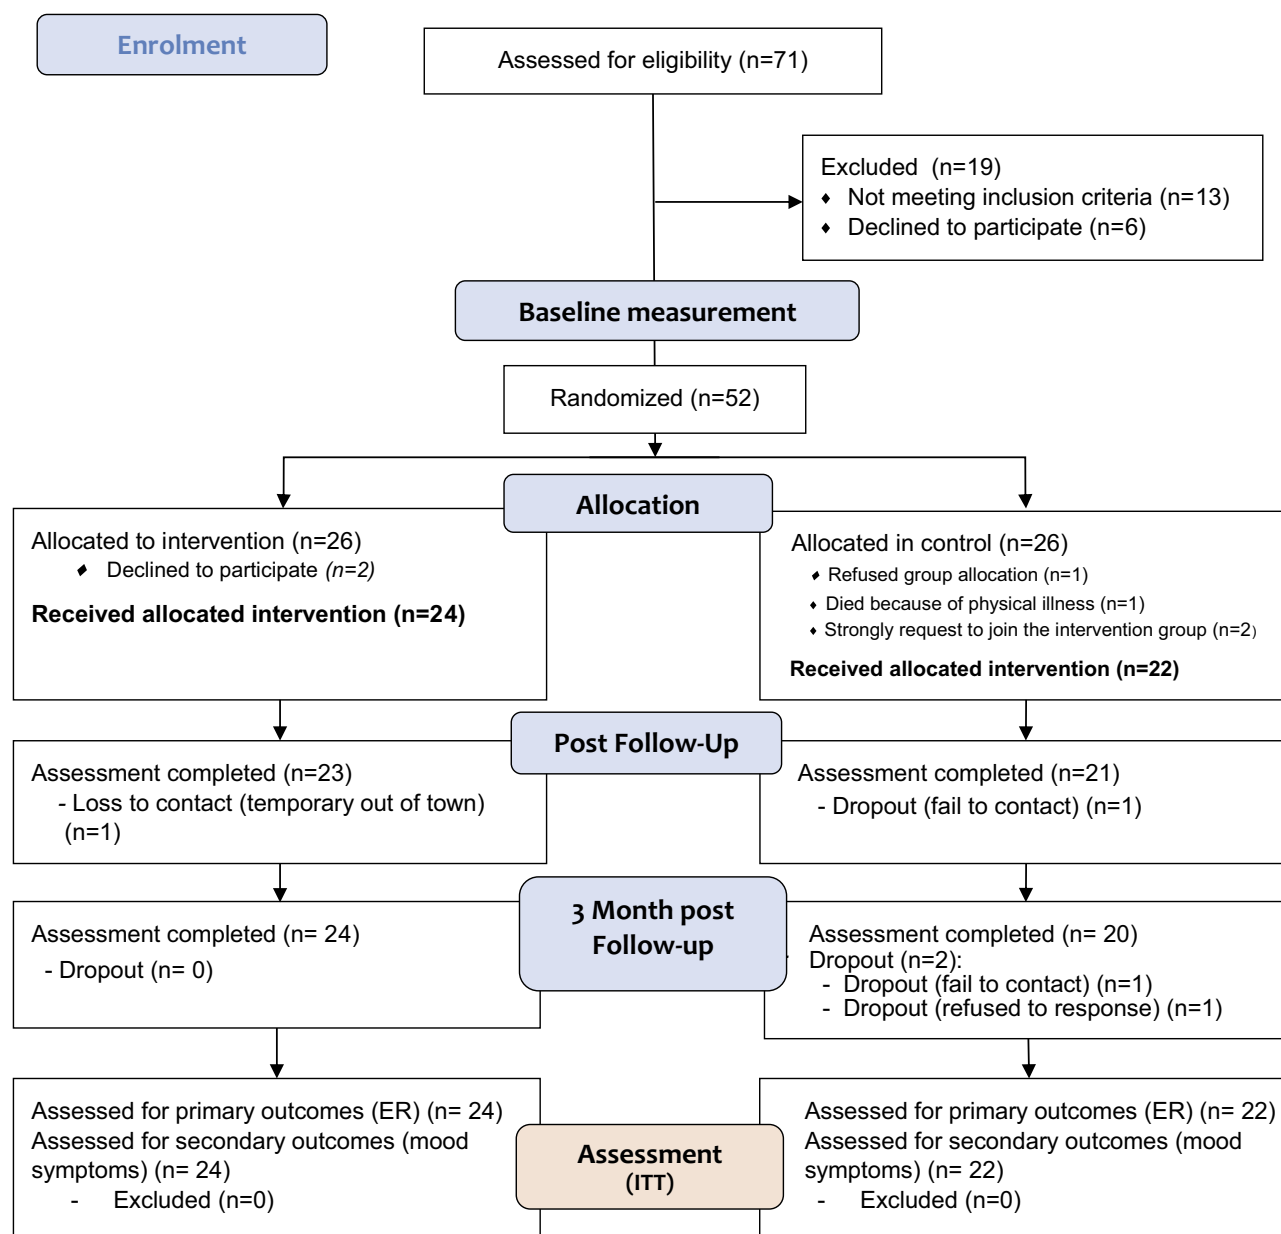 Enrolment
Assessed for eligibility (n=71)
Excluded (n=19)
♦ Not meeting inclusion criteria (n=13)
♦ Declined to participate (n=6)
Baseline measurement
Randomized (n=52)
Allocation
Allocated to intervention (n=26)
♦ Declined to participate (n=2)
Received allocated intervention (n=24)
Allocated in control (n=26)
♦ Refused group allocation (n=1)
♦ Died because of physical illness (n=1)
♦ Strongly request to join the intervention group (n=2)
Received allocated intervention (n=22)
Post Follow-Up
Assessment completed (n=23)
- Loss to contact (temporary out of town)
(n=1)
Assessment completed (n=21)
- Dropout (fail to contact) (n=1)
3 Month post
Follow-up
Assessment completed (n= 24)
- Dropout (n= 0)
Assessment completed (n= 20)
Dropout (n=2):
- Dropout (fail to contact) (n=1)
- Dropout (refused to response) (n=1)
Assessed for primary outcomes (ER) (n= 24)
Assessed for secondary outcomes (mood
symptoms) (n= 24)
- Excluded (n=0)
Assessment
(ITT)
Assessed for primary outcomes (ER) (n= 22)
Assessed for secondary outcomes (mood
symptoms) (n= 22)
- Excluded (n=0)